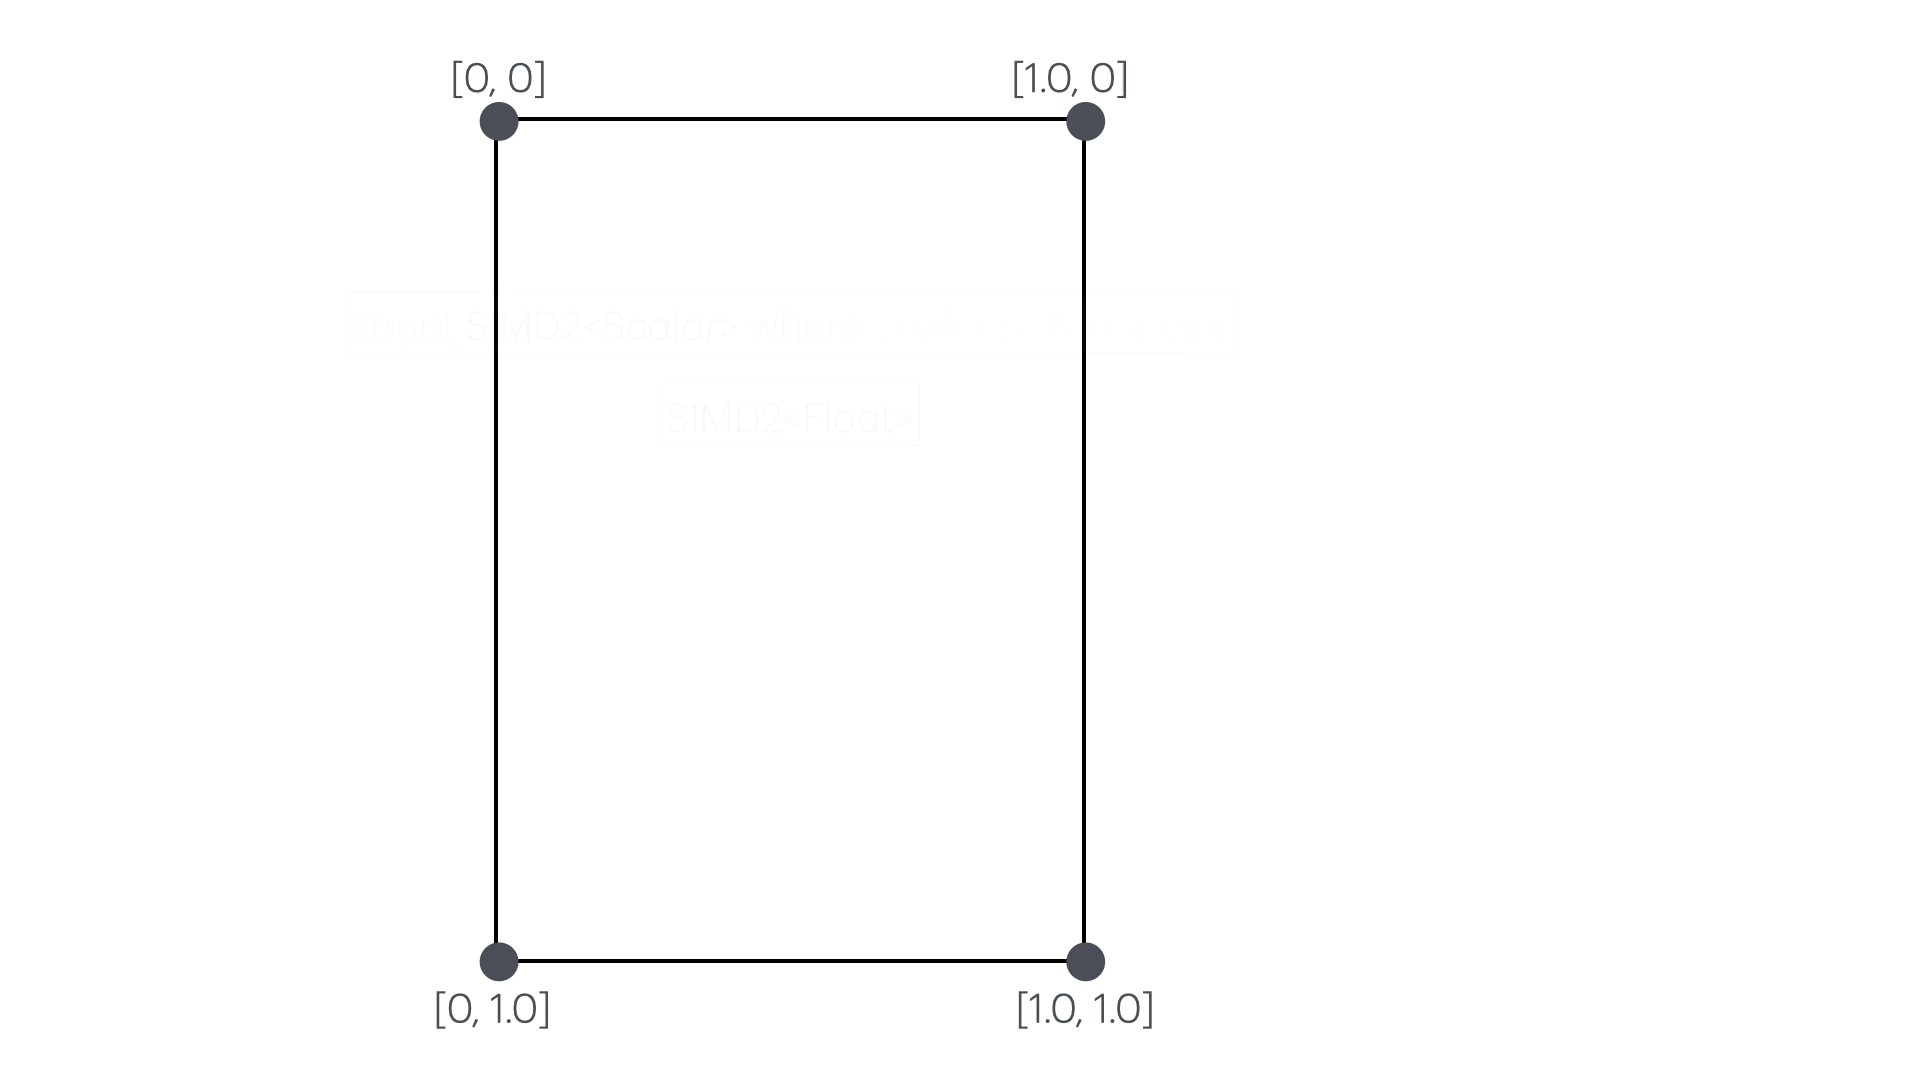 [0, 0] [1.0, 0]
struct SIMD2<Scalar> where :
SIMD2<Float>
[0, 1.0] [1.0, 1.0]